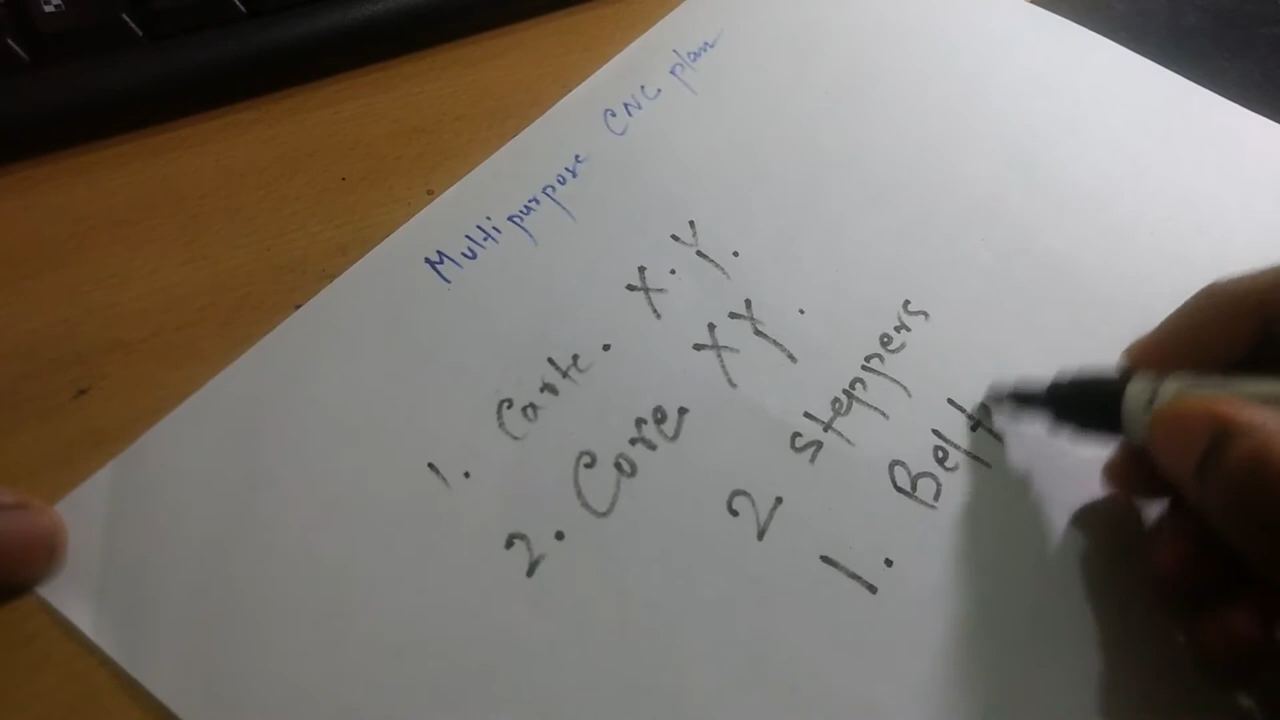 Multipurpose CNC plan
1. Carte. X.Y.
2. Core XY.
2 steppers
1. Belt